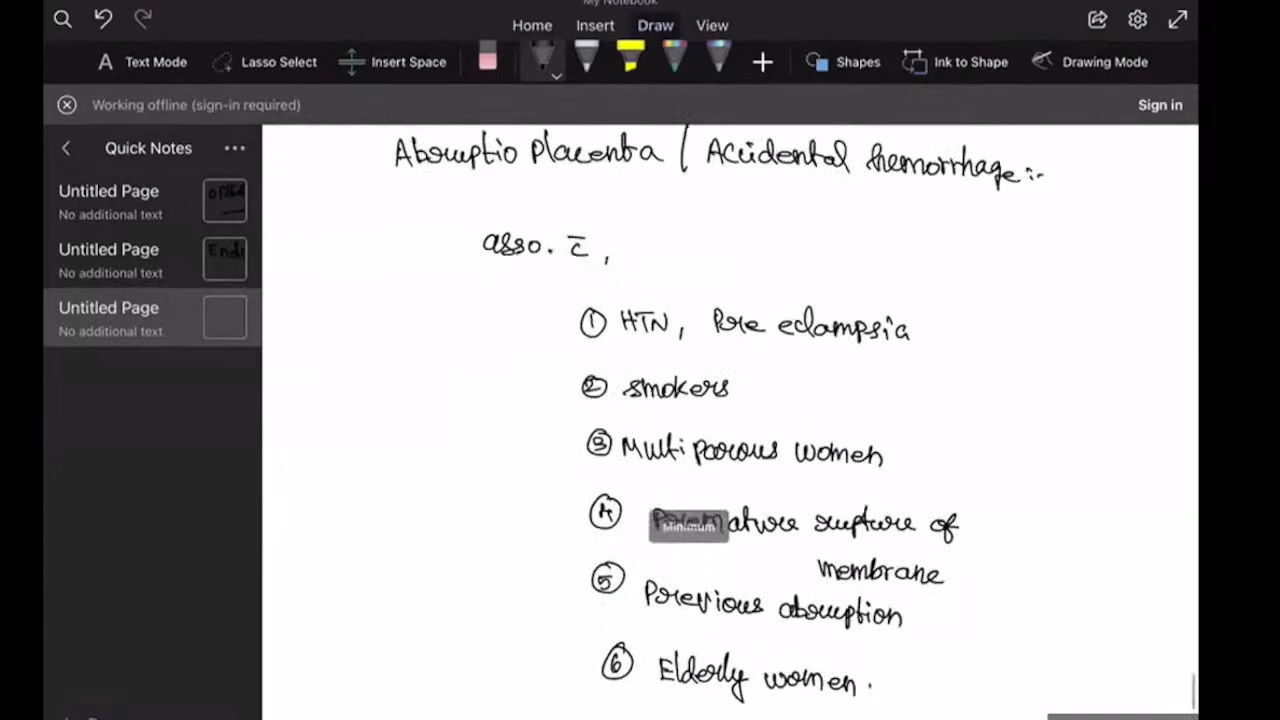 My Notebook
Home Insert Draw View
Text Mode Lasso Select Insert Space Shapes Ink to Shape Drawing Mode
Working offline (sign-in required) Sign in
Quick Notes
Untitled Page
No additional text
Untitled Page
No additional text
Untitled Page
No additional text
Abruptio Placenta / Accidental hemorrhage :-
asso. c̄ ,
① HTN, Pre eclampsia
② smokers
③ Multiparous women
④ Premature rupture of
Minimum
membrane
⑤ Previous abruption
⑥ Elderly women.